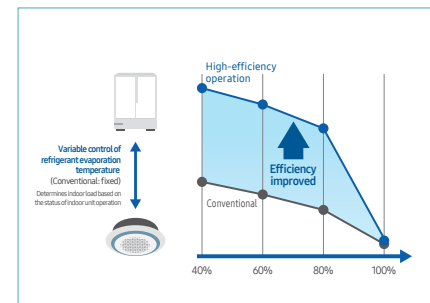 High-efficiency
operation
Variable control of
refrigerant evaporation
temperature
(Conventional: fixed)
Determines indoor load based on
the status of indoor unit operation
Efficiency
improved
Conventional
40%
60%
80%
100%